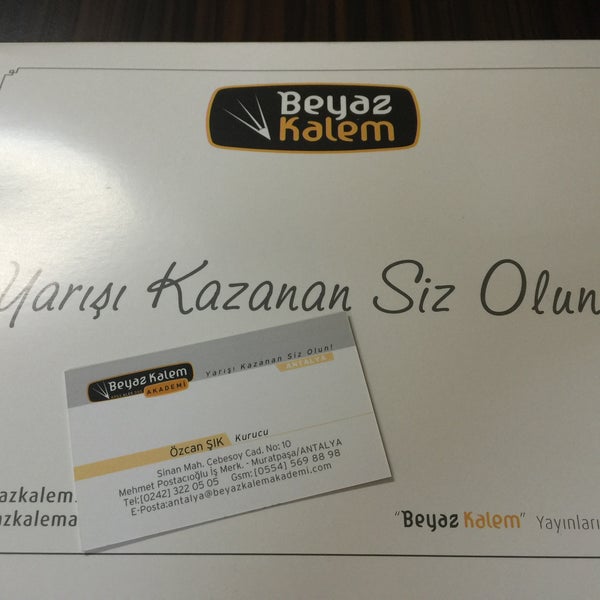 Beyaz
Kalem
Yarışı Kazanan Siz Olun
Beyaz Kalem
AKADEMİ
Yarışı Kazanan Siz Olun!
ANTALYA
Özcan ŞIK Kurucu
Sinan Mah. Cebesoy Cad. No: 10
Mehmet Postacıoğlu İş Merk. - Muratpaşa/ANTALYA
Tel:[0242] 322 05 05 Gsm:[0554] 569 88 98
E-Posta:antalya@beyazkalemakademi.com
azkalem.
azkalema
"Beyaz Kalem" Yayınları